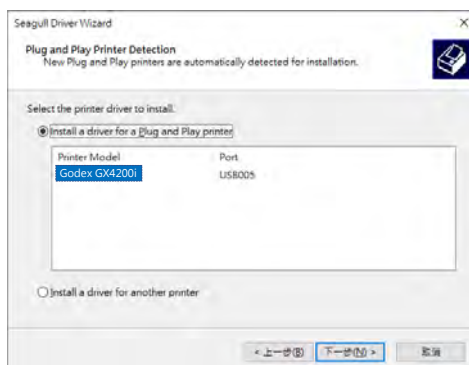 Seagull Driver Wizard
Plug and Play Printer Detection
New Plug and Play printers are automatically detected for installation.
Select the printer driver to install.
Install a driver for a Plug and Play printer
Printer Model Port
Godex GX4200i USB005
Install a driver for another printer
< 上一步(B) 下一步(N) > 取消